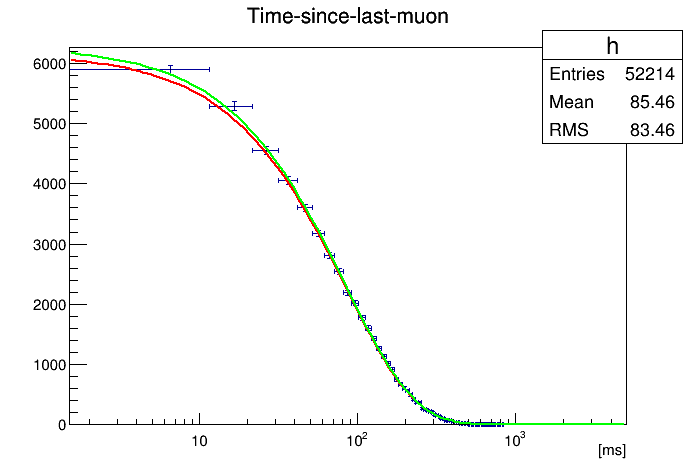 Time-since-last-muon
h
Entries 52214
Mean 85.46
RMS 83.46
6000
5000
4000
3000
2000
1000
0
10
10²
10³
[ms]